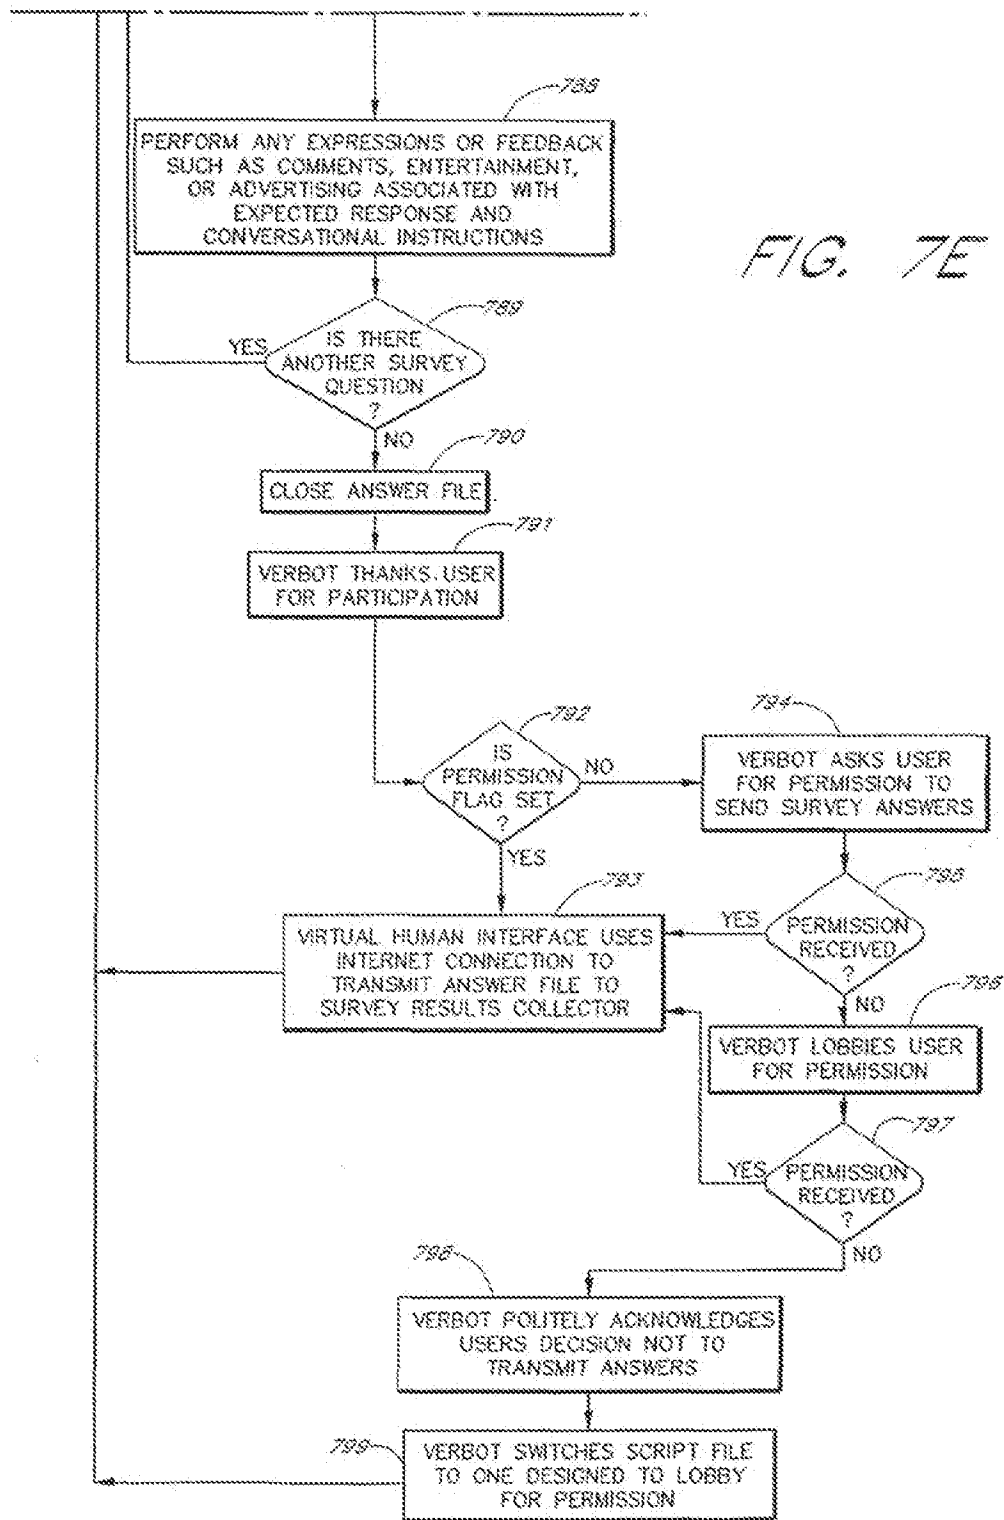 788
PERFORM ANY EXPRESSIONS OR FEEDBACK
SUCH AS COMMENTS, ENTERTAINMENT,
OR ADVERTISING ASSOCIATED WITH
EXPECTED RESPONSE AND
CONVERSATIONAL INSTRUCTIONS
FIG. 7E
789
IS THERE
ANOTHER SURVEY
QUESTION
?
YES
NO
790
CLOSE ANSWER FILE
791
VERBOT THANKS USER
FOR PARTICIPATION
792
IS
PERMISSION
FLAG SET
?
NO
YES
794
VERBOT ASKS USER
FOR PERMISSION TO
SEND SURVEY ANSWERS
793
VIRTUAL HUMAN INTERFACE USES
INTERNET CONNECTION TO
TRANSMIT ANSWER FILE TO
SURVEY RESULTS COLLECTOR
795
PERMISSION
RECEIVED
?
YES
NO
796
VERBOT LOBBIES USER
FOR PERMISSION
797
PERMISSION
RECEIVED
?
YES
NO
798
VERBOT POLITELY ACKNOWLEDGES
USERS DECISION NOT TO
TRANSMIT ANSWERS
799
VERBOT SWITCHES SCRIPT FILE
TO ONE DESIGNED TO LOBBY
FOR PERMISSION